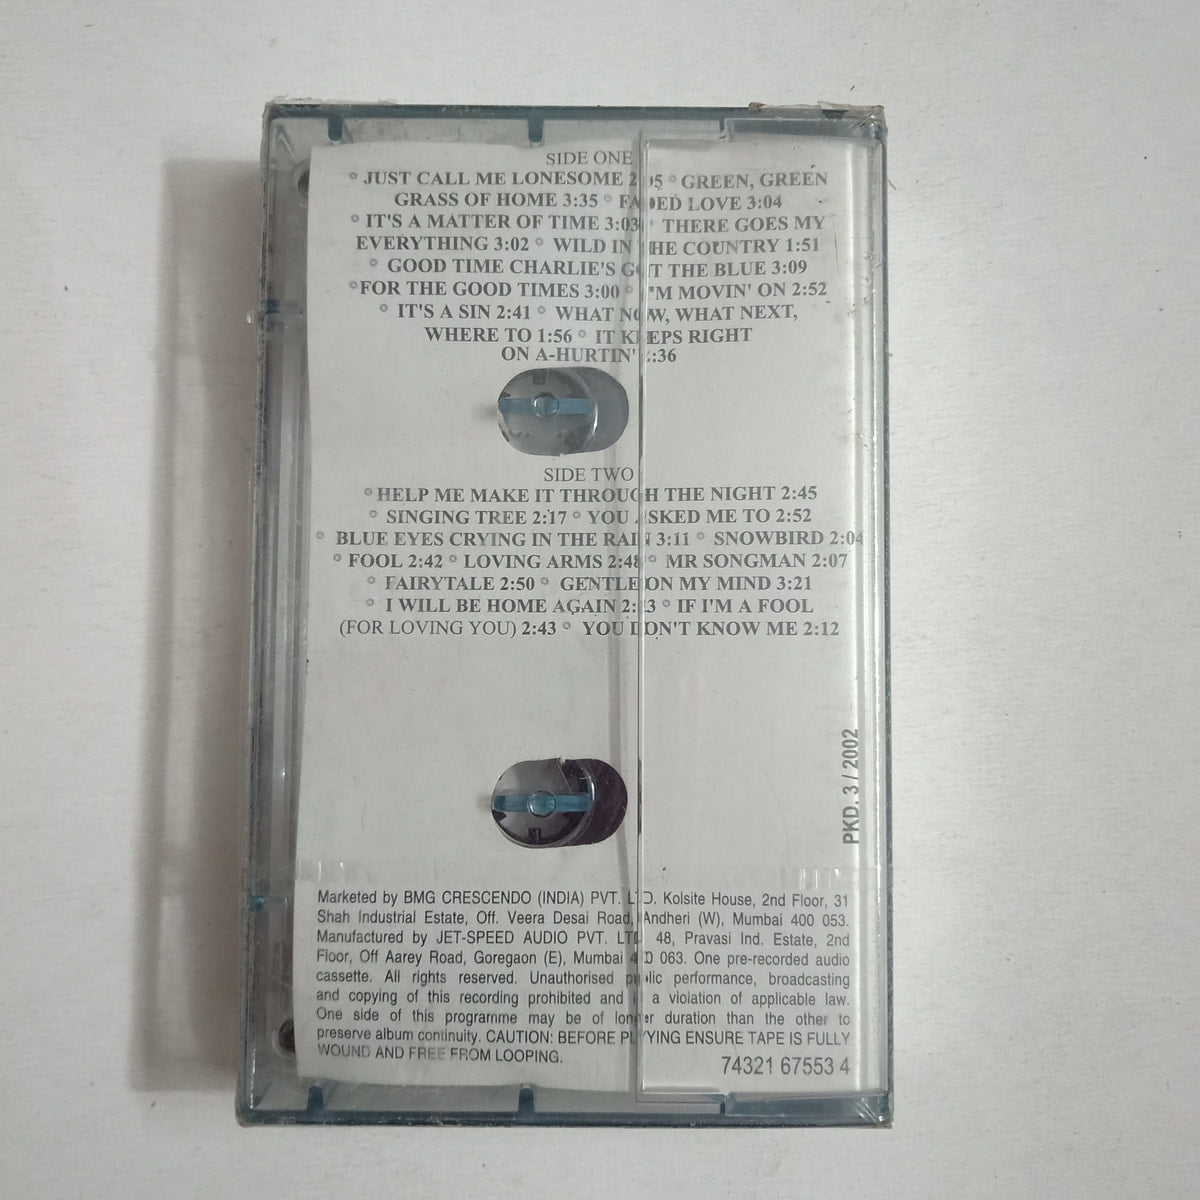 SIDE ONE
° JUST CALL ME LONESOME 2:05 ° GREEN, GREEN
GRASS OF HOME 3:35 ° FADED LOVE 3:04
° IT'S A MATTER OF TIME 3:03 ° THERE GOES MY
EVERYTHING 3:02 ° WILD IN THE COUNTRY 1:51
° GOOD TIME CHARLIE'S GOT THE BLUE 3:09
°FOR THE GOOD TIMES 3:00 ° I'M MOVIN' ON 2:52
° IT'S A SIN 2:41 ° WHAT NOW, WHAT NEXT,
WHERE TO 1:56 ° IT KEEPS RIGHT
ON A-HURTIN' 2:36
SIDE TWO
° HELP ME MAKE IT THROUGH THE NIGHT 2:45
° SINGING TREE 2:17 ° YOU ASKED ME TO 2:52
° BLUE EYES CRYING IN THE RAIN 3:11 ° SNOWBIRD 2:04
° FOOL 2:42 ° LOVING ARMS 2:48 ° MR SONGMAN 2:07
° FAIRYTALE 2:50 ° GENTLE ON MY MIND 3:21
° I WILL BE HOME AGAIN ° IF I'M A FOOL
(FOR LOVING YOU) 2:43 ° YOU DON'T KNOW ME 2:12
PKD. 3 / 2002
Marketed by BMG CRESCENDO (INDIA) PVT. LTD. Kolsite House, 2nd Floor, 31
Shah Industrial Estate, Off. Veera Desai Road, Andheri (W), Mumbai 400 053.
Manufactured by JET-SPEED AUDIO PVT. LTD. 48, Pravasi Ind. Estate, 2nd
Floor, Off Aarey Road, Goregaon (E), Mumbai 400 063. One pre-recorded audio
cassette. All rights reserved. Unauthorised public performance, broadcasting
and copying of this recording prohibited and is a violation of applicable law.
One side of this programme may be of longer duration than the other to
preserve album continuity. CAUTION: BEFORE PLYYING ENSURE TAPE IS FULLY
WOUND AND FREE FROM LOOPING.
74321 67553 4